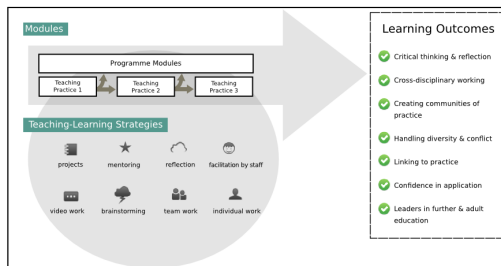 Modules
Programme Modules
Teaching
Practice 1
Teaching
Practice 2
Teaching
Practice 3
Teaching-Learning Strategies
projects
mentoring
reflection
facilitation by staff
video work
brainstorming
team work
individual work
Learning Outcomes
Critical thinking & reflection
Cross-disciplinary working
Creating communities of
practice
Handling diversity & conflict
Linking to practice
Confidence in application
Leaders in further & adult
education